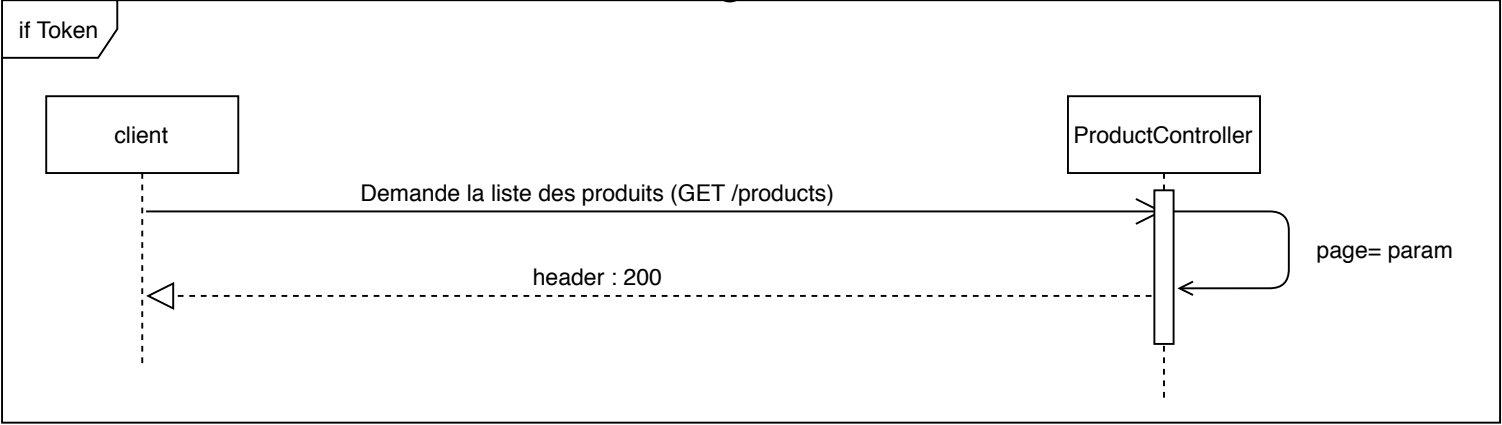 if Token
client
ProductController
Demande la liste des produits (GET /products)
page= param
header : 200